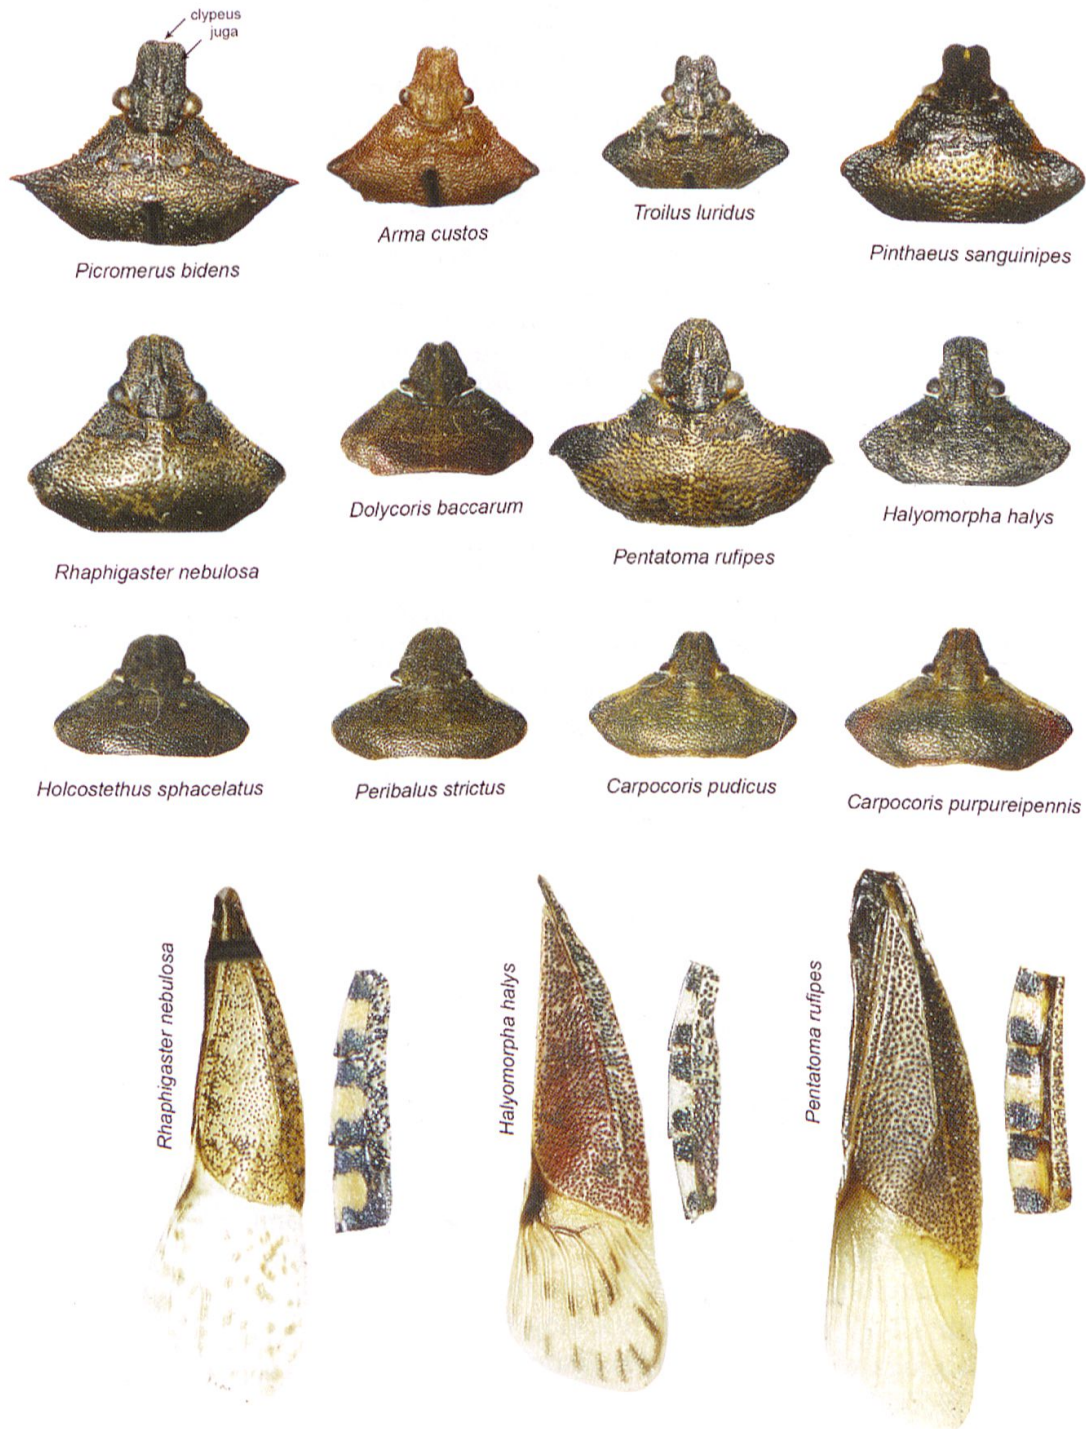 clypeus
juga
Picromerus bidens
Arma custos
Troilus luridus
Pinthaeus sanguinipes
Rhaphigaster nebulosa
Dolycoris baccarum
Pentatoma rufipes
Halyomorpha halys
Holcostethus sphacelatus
Peribalus strictus
Carpocoris pudicus
Carpocoris purpureipennis
Rhaphigaster nebulosa
Halyomorpha halys
Pentatoma rufipes